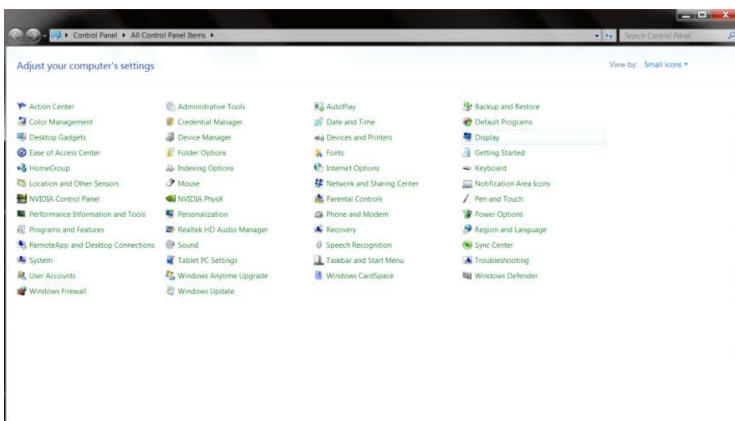 Control Panel All Control Panel Items Search Control Panel
Adjust your computer's settings View by: Small icons
Action Center Administrative Tools AutoPlay Backup and Restore
Color Management Credential Manager Date and Time Default Programs
Desktop Gadgets Device Manager Devices and Printers Display
Ease of Access Center Folder Options Fonts Getting Started
HomeGroup Indexing Options Internet Options Keyboard
Location and Other Sensors Mouse Network and Sharing Center Notification Area Icons
NVIDIA Control Panel NVIDIA PhysX Parental Controls Pen and Touch
Performance Information and Tools Personalization Phone and Modem Power Options
Programs and Features Realtek HD Audio Manager Recovery Region and Language
RemoteApp and Desktop Connections Sound Speech Recognition Sync Center
System Tablet PC Settings Taskbar and Start Menu Troubleshooting
User Accounts Windows Anytime Upgrade Windows CardSpace Windows Defender
Windows Firewall Windows Update